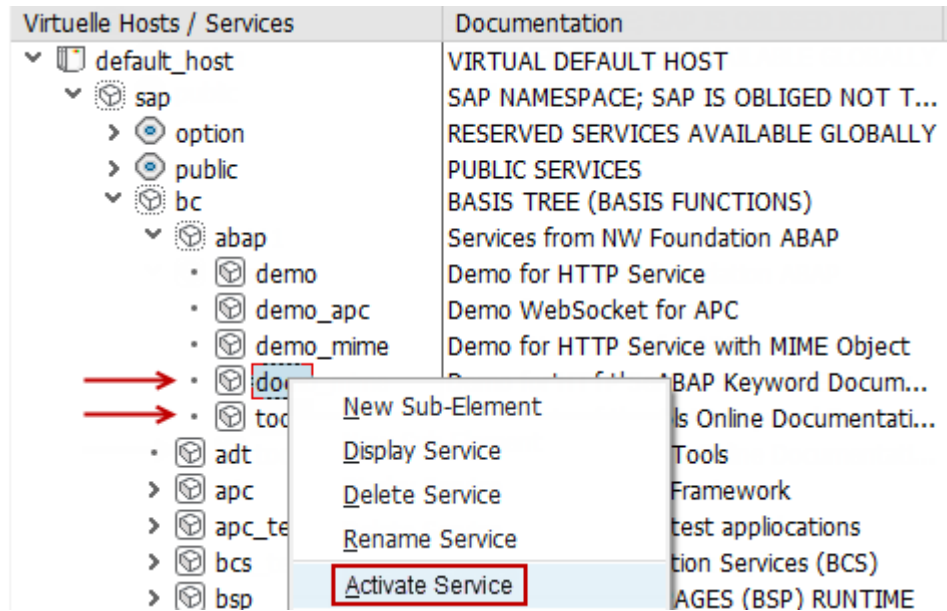 Virtuelle Hosts / Services Documentation
default_host VIRTUAL DEFAULT HOST
sap SAP NAMESPACE; SAP IS OBLIGED NOT T...
option RESERVED SERVICES AVAILABLE GLOBALLY
public PUBLIC SERVICES
bc BASIS TREE (BASIS FUNCTIONS)
abap Services from NW Foundation ABAP
demo Demo for HTTP Service
demo_apc Demo WebSocket for APC
demo_mime Demo for HTTP Service with MIME Object
ABAP Keyword Docum...
New Sub-Element
Online Documentati...
adt Display Service Tools
apc Delete Service Framework
apc_te Rename Service test appliocations
bcs tion Services (BCS)
Activate Service
bsp AGES (BSP) RUNTIME